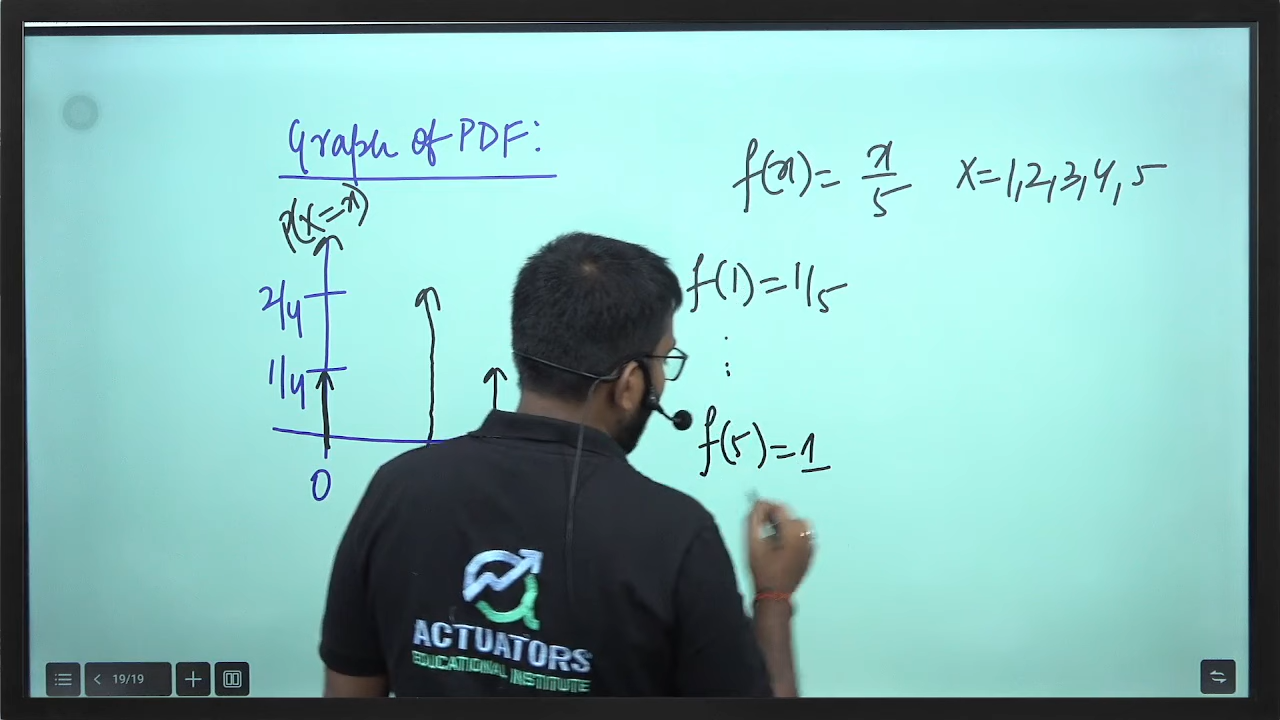 Graph of PDF:
P(X=x)
2/4
1/4
0
f(x) = x/5 X=1,2,3,4,5
f(1) = 1/5
:
f(5) = 1
ACTUATORS
EDUCATIONAL INSTITUTE
19/19